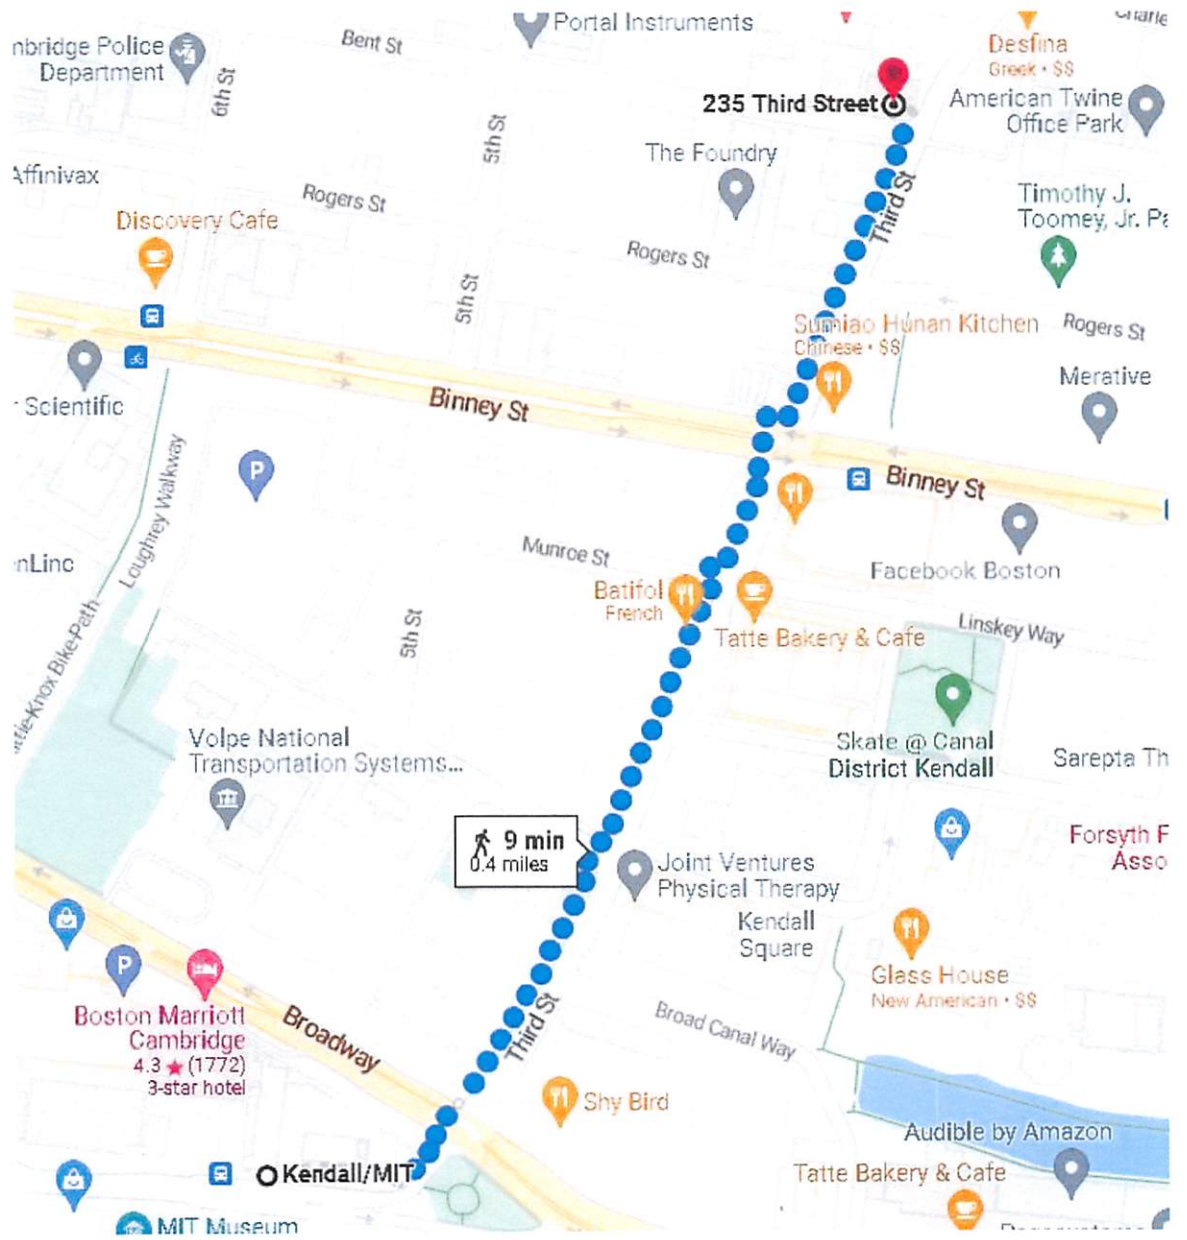 Portal Instruments
Charle
nbridge Police
Department
Bent St
6th St
Desfina
Greek • $$
235 Third Street
American Twine
Office Park
5th St
The Foundry
Affinivax
Rogers St
Third St
Timothy J.
Toomey, Jr. Pa
Discovery Cafe
Rogers St
5th St
Sumiao Hunan Kitchen
Chinese • $$
Rogers St
Merative
r Scientific
Binney St
P
Binney St
Loughrey Walkway
Munroe St
enLinc
Facebook Boston
Batifol
French
Linskey Way
Tatte Bakery & Cafe
5th St
ttle-Knox Bike-Path
Volpe National
Transportation Systems...
Skate @ Canal
District Kendall
Sarepta Th
9 min
0.4 miles
Forsyth F
Asso
Joint Ventures
Physical Therapy
Kendall
Square
P
Glass House
New American • $$
Boston Marriott
Cambridge
4.3 ★ (1772)
3-star hotel
Broadway
Third St
Broad Canal Way
Shy Bird
Audible by Amazon
Kendall/MIT
Tatte Bakery & Cafe
MIT Museum